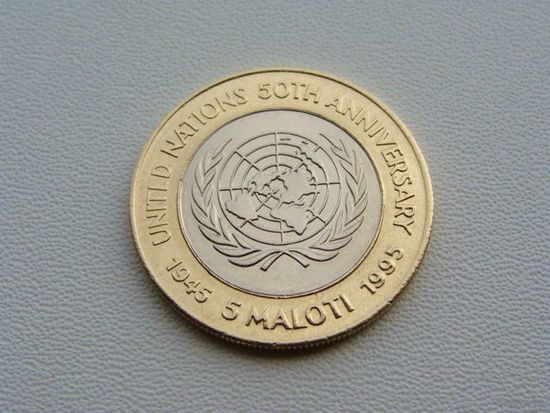 UNITED NATIONS 50TH ANNIVERSARY
1945 5 MALOTI 1995